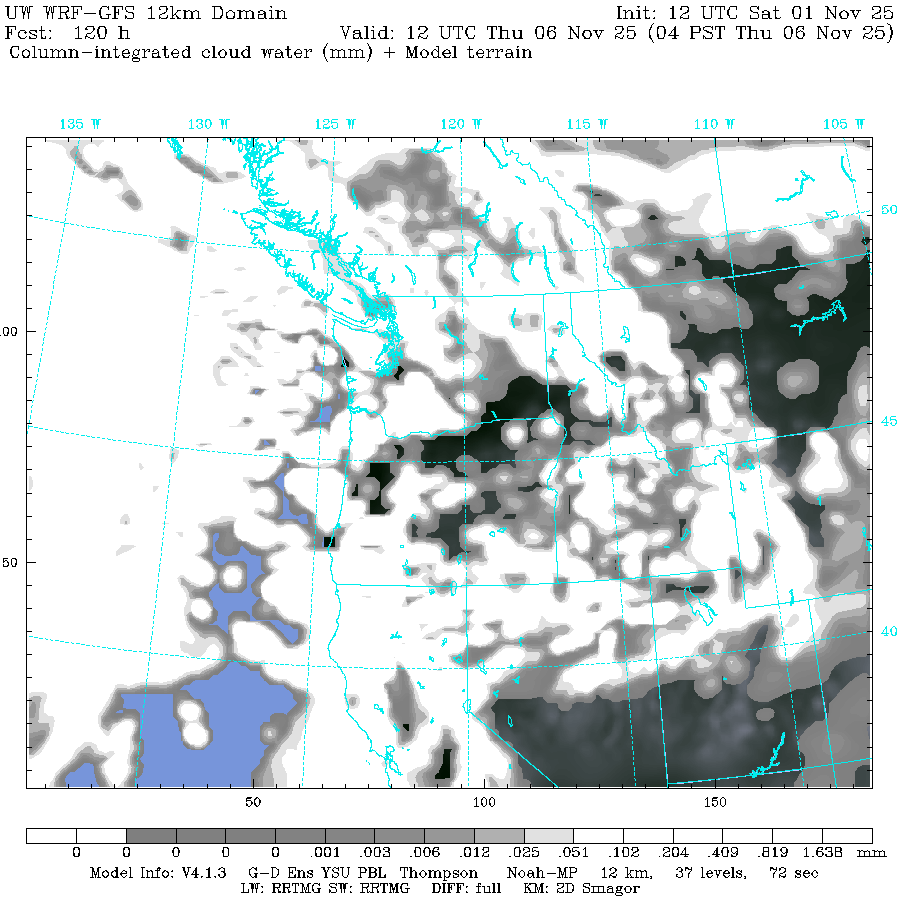 UW WRF-GFS 12km Domain Init: 12 UTC Sat 01 Nov 25
Fcst: 120 h Valid: 12 UTC Thu 06 Nov 25 (04 PST Thu 06 Nov 25)
Column-integrated cloud water (mm) + Model terrain
135 W 130 W 125 W 120 W 115 W 110 W 105 W
50
00
45
50
40
50 100 150
0 0 0 0 0 .001 .003 .006 .012 .025 .051 .102 .204 .409 .819 1.638 mm
Model Info: V4.1.3 G-D Ens YSU PBL Thompson Noah-MP 12 km, 37 levels, 72 sec
LW: RRTMG SW: RRTMG DIFF: full KM: 2D Smagor